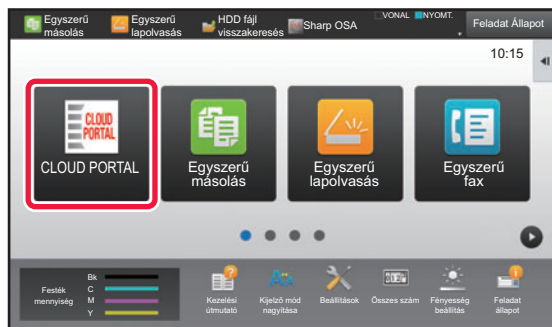 Egyszerű másolás
Egyszerű lapolvasás
HDD fájl visszakeresés
Sharp OSA
VONAL
NYOMT.
Feladat Állapot
10:15
CLOUD PORTAL
CLOUD PORTAL
Egyszerű másolás
Egyszerű lapolvasás
Egyszerű fax
Festék mennyiség
Bk
C
M
Y
Kezelési útmutató
Kijelző mód nagyítása
Beállítások
Összes szám
Fényesség beállítás
Feladat állapot